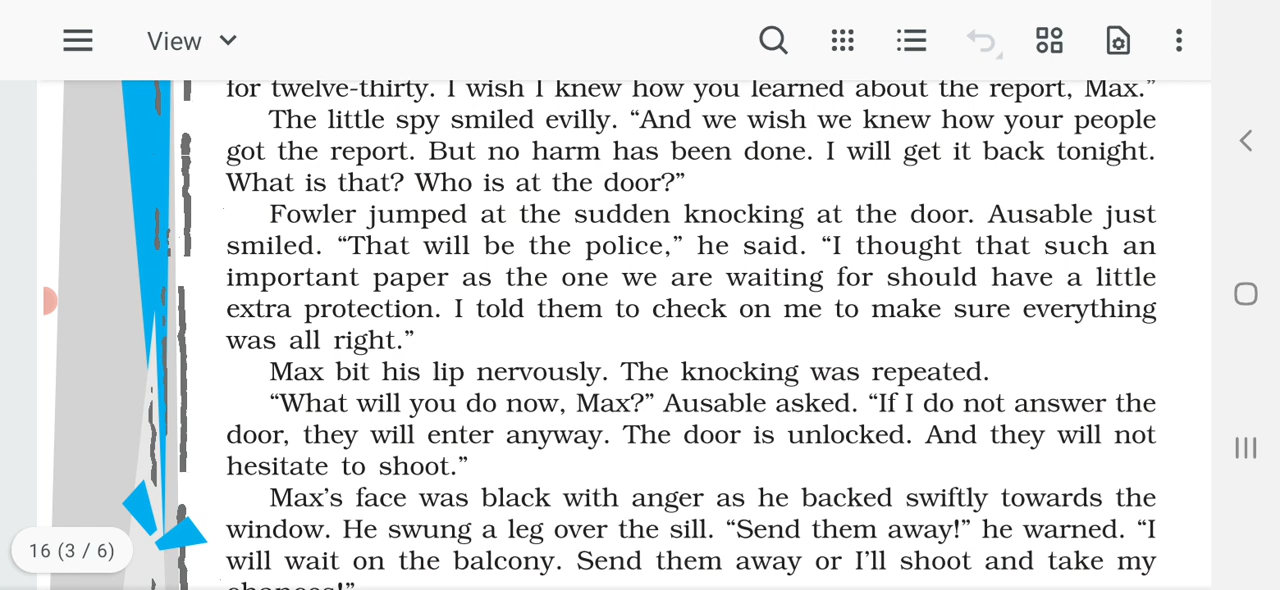 View
for twelve-thirty. I wish I knew how you learned about the report, Max.”
The little spy smiled evilly. “And we wish we knew how your people
got the report. But no harm has been done. I will get it back tonight.
What is that? Who is at the door?”
Fowler jumped at the sudden knocking at the door. Ausable just
smiled. “That will be the police,” he said. “I thought that such an
important paper as the one we are waiting for should have a little
extra protection. I told them to check on me to make sure everything
was all right.”
Max bit his lip nervously. The knocking was repeated.
“What will you do now, Max?” Ausable asked. “If I do not answer the
door, they will enter anyway. The door is unlocked. And they will not
hesitate to shoot.”
Max’s face was black with anger as he backed swiftly towards the
window. He swung a leg over the sill. “Send them away!” he warned. “I
will wait on the balcony. Send them away or I’ll shoot and take my
chances!”
16 (3 / 6)